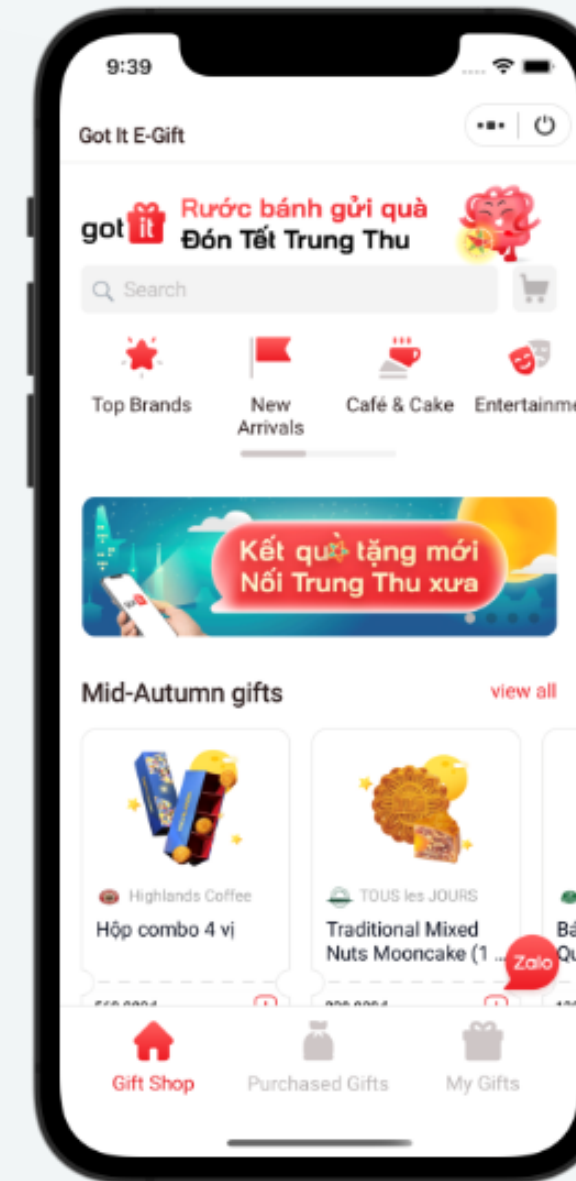 9:39
Got It E-Gift
got it
Rước bánh gửi quà
Đón Tết Trung Thu
Search
Top Brands
New
Arrivals
Café & Cake
Entertainme
Kết quà tặng mới
Nối Trung Thu xưa
Mid-Autumn gifts
view all
Highlands Coffee
TOUS les JOURS
Hộp combo 4 vị
Traditional Mixed
Nuts Mooncake (1 ...
Zalo
Gift Shop
Purchased Gifts
My Gifts